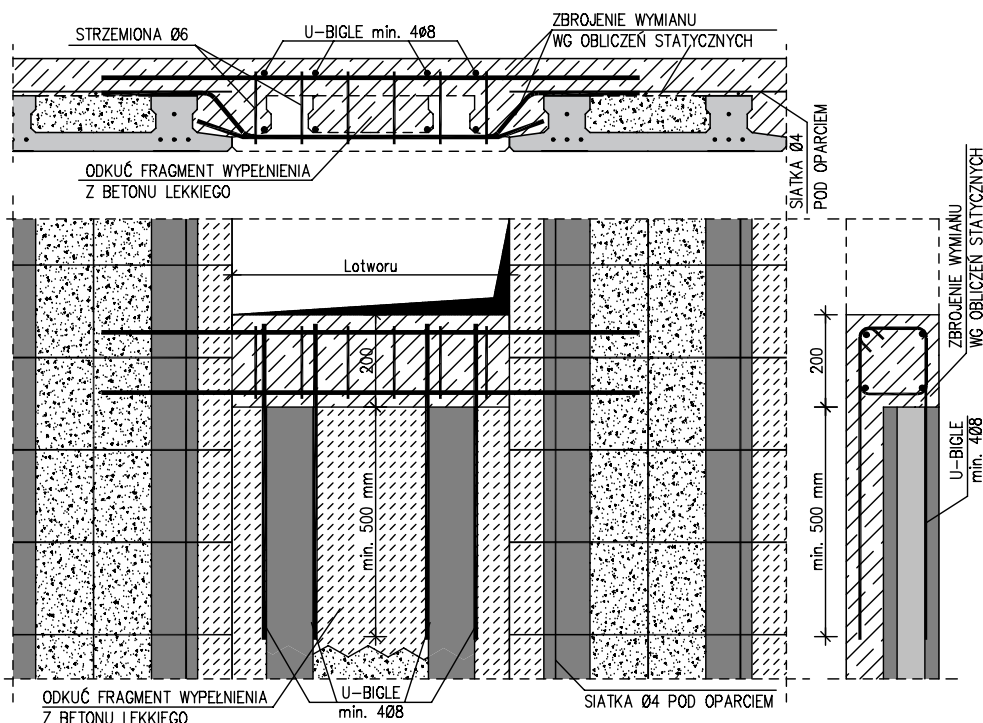 STRZEMIONA Ø6
U-BIGLE min. 4Ø8
ZBROJENIE WYMIANU
WG OBLICZEŃ STATYCZNYCH
ODKUĆ FRAGMENT WYPEŁNIENIA
Z BETONU LEKKIEGO
SIATKA Ø4
POD OPARCIEM
Lotworu
200
min. 500 mm
200
min. 500 mm
ZBROJENIE WYMIANU
WG OBLICZEŃ STATYCZNYCH
U-BIGLE
min. 4Ø8
ODKUĆ FRAGMENT WYPEŁNIENIA
Z BETONU LEKKIEGO
U-BIGLE
min. 4Ø8
SIATKA Ø4 POD OPARCIEM